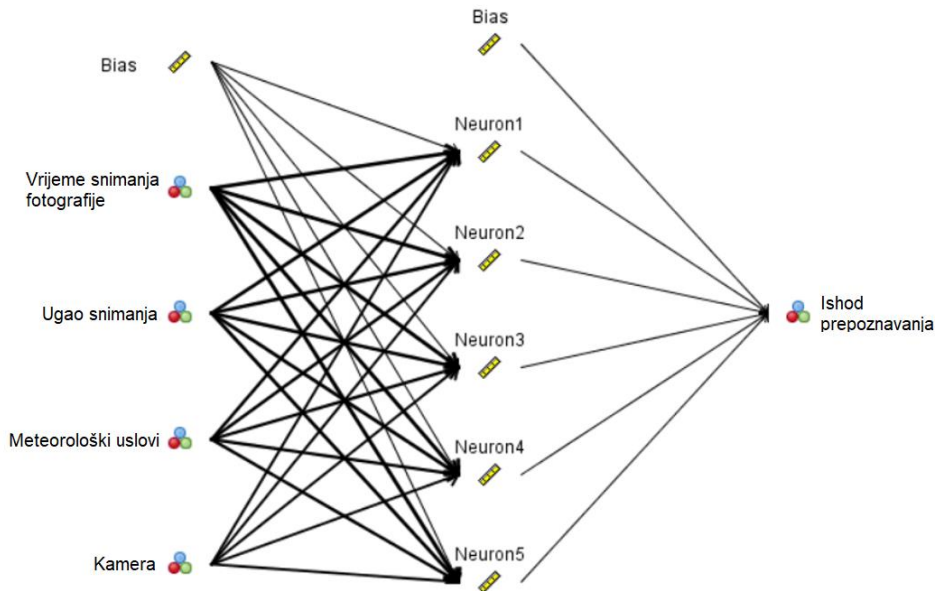 Bias
Vrijeme snimanja
fotografije
Ugao snimanja
Meteorološki uslovi
Kamera
Bias
Neuron1
Neuron2
Neuron3
Neuron4
Neuron5
Ishod
prepoznavanja